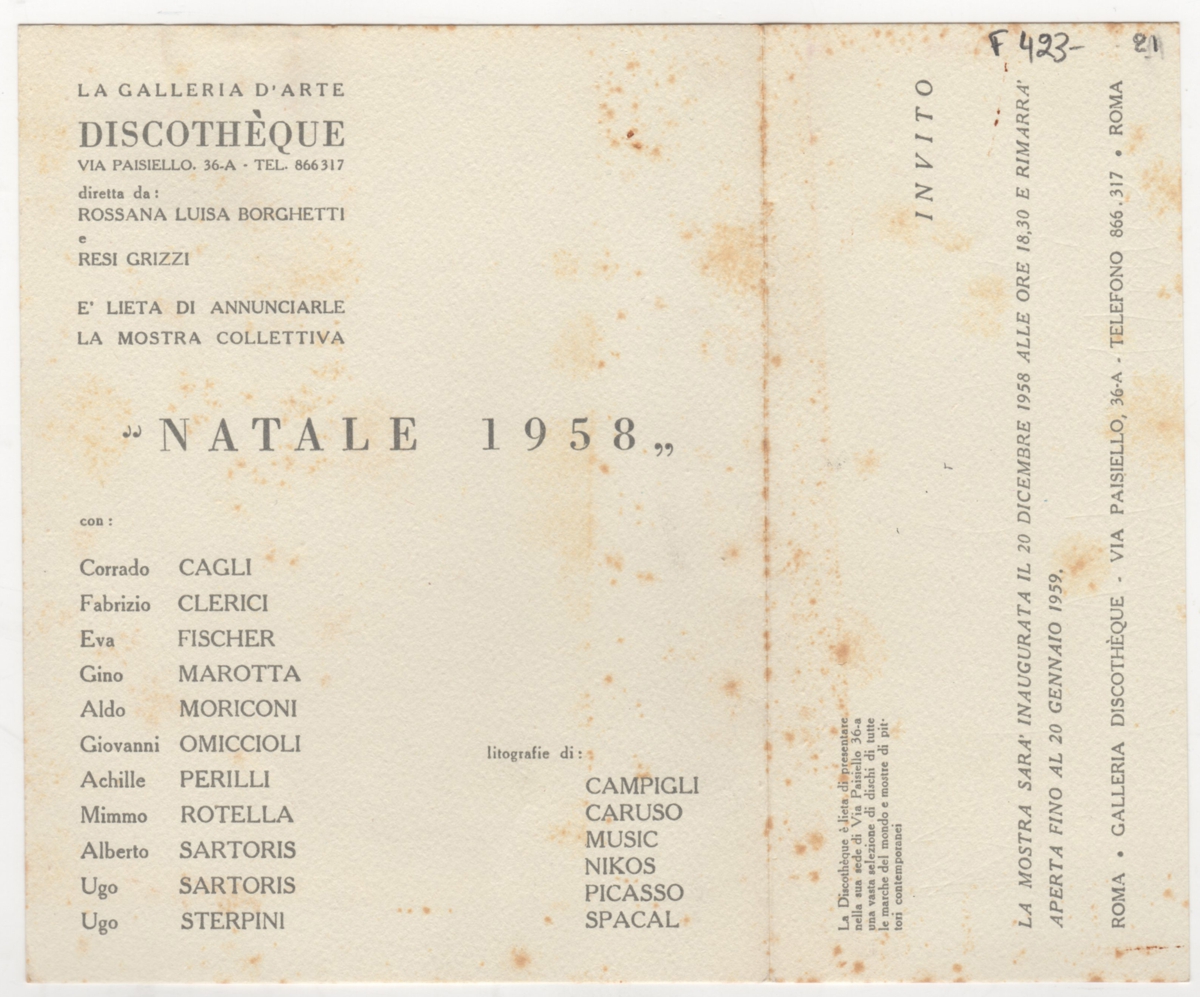 LA GALLERIA D'ARTE
DISCOTHÈQUE
VIA PAISIELLO. 36-A - TEL. 866317
diretta da :
ROSSANA LUISA BORGHETTI
e
RESI GRIZZI
E' LIETA DI ANNUNCIARLE
LA MOSTRA COLLETTIVA
„NATALE 1958„
con :
Corrado CAGLI
Fabrizio CLERICI
Eva FISCHER
Gino MAROTTA
Aldo MORICONI
Giovanni OMICCIOLI
Achille PERILLI
Mimmo ROTELLA
Alberto SARTORIS
Ugo SARTORIS
Ugo STERPINI
litografie di :
CAMPIGLI
CARUSO
MUSIC
NIKOS
PICASSO
SPACAL
La Discothèque è lieta di presentare
nella sua sede di Via Paisiello 36-a
una vasta selezione di dischi di tutte
le marche del mondo e mostre di pit-
tori contemporanei
INVITO
LA MOSTRA SARA' INAUGURATA IL 20 DICEMBRE 1958 ALLE ORE 18,30 E RIMARRA'
APERTA FINO AL 20 GENNAIO 1959.
ROMA • GALLERIA DISCOTHÈQUE - VIA PAISIELLO, 36-A - TELEFONO 866.317 • ROMA
F 423-
21